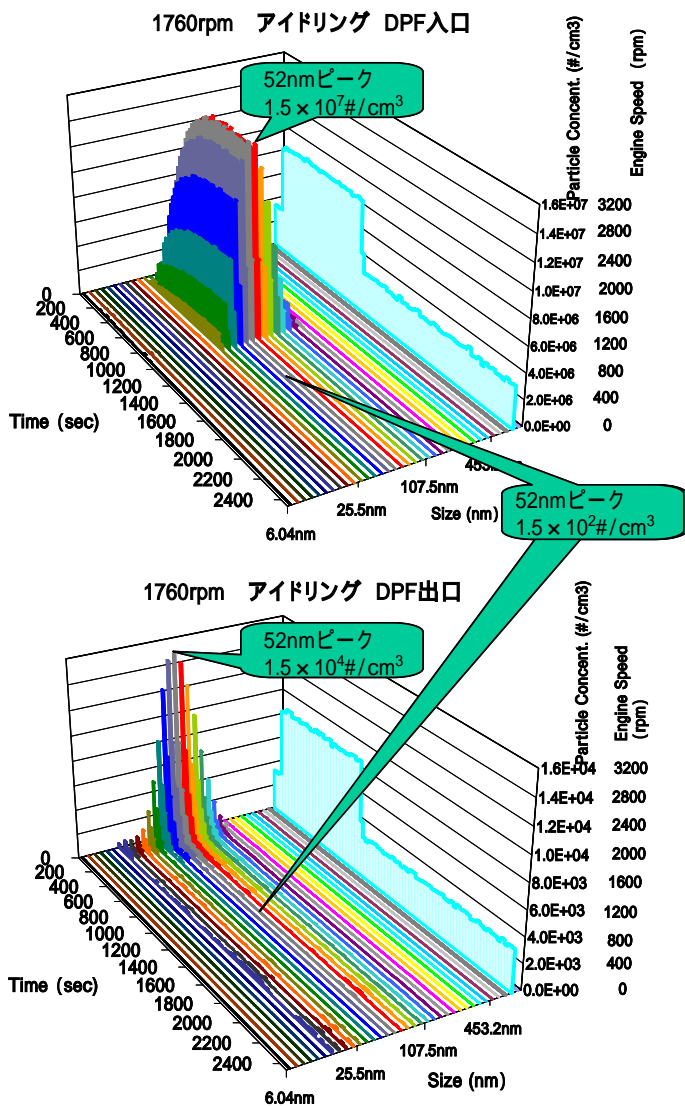 1760rpm　アイドリング DPF入口
52nmピーク
1.5×10⁷#/cm³
Particle Concent. (#/cm3)
Engine Speed (rpm)
1.6E+07 3200
1.4E+07 2800
1.2E+07 2400
1.0E+07 2000
8.0E+06 1600
6.0E+06 1200
4.0E+06 800
2.0E+06 400
0.0E+00 0
0
200
400
600
800
1000
1200
1400
1600
1800
2000
2200
2400
Time (sec)
6.04nm
25.5nm
107.5nm
453.2
Size (nm)
52nmピーク
1.5×10²#/cm³
1760rpm　アイドリング DPF出口
52nmピーク
1.5×10⁴#/cm³
Particle Concent. (#/cm3)
Engine Speed
(rpm)
1.6E+04 3200
1.4E+04 2800
1.2E+04 2400
1.0E+04 2000
8.0E+03 1600
6.0E+03 1200
4.0E+03 800
2.0E+03 400
0.0E+00 0
0
200
400
600
800
1000
1200
1400
1600
1800
2000
2200
2400
Time (sec)
6.04nm
25.5nm
107.5nm
453.2nm
Size (nm)